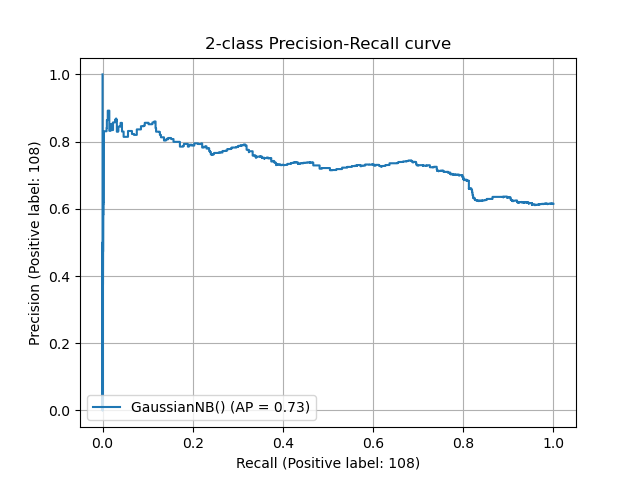 2-class Precision-Recall curve
1.0
0.8
0.6
0.4
0.2
0.0
Precision (Positive label: 108)
GaussianNB() (AP = 0.73)
0.0 0.2 0.4 0.6 0.8 1.0
Recall (Positive label: 108)